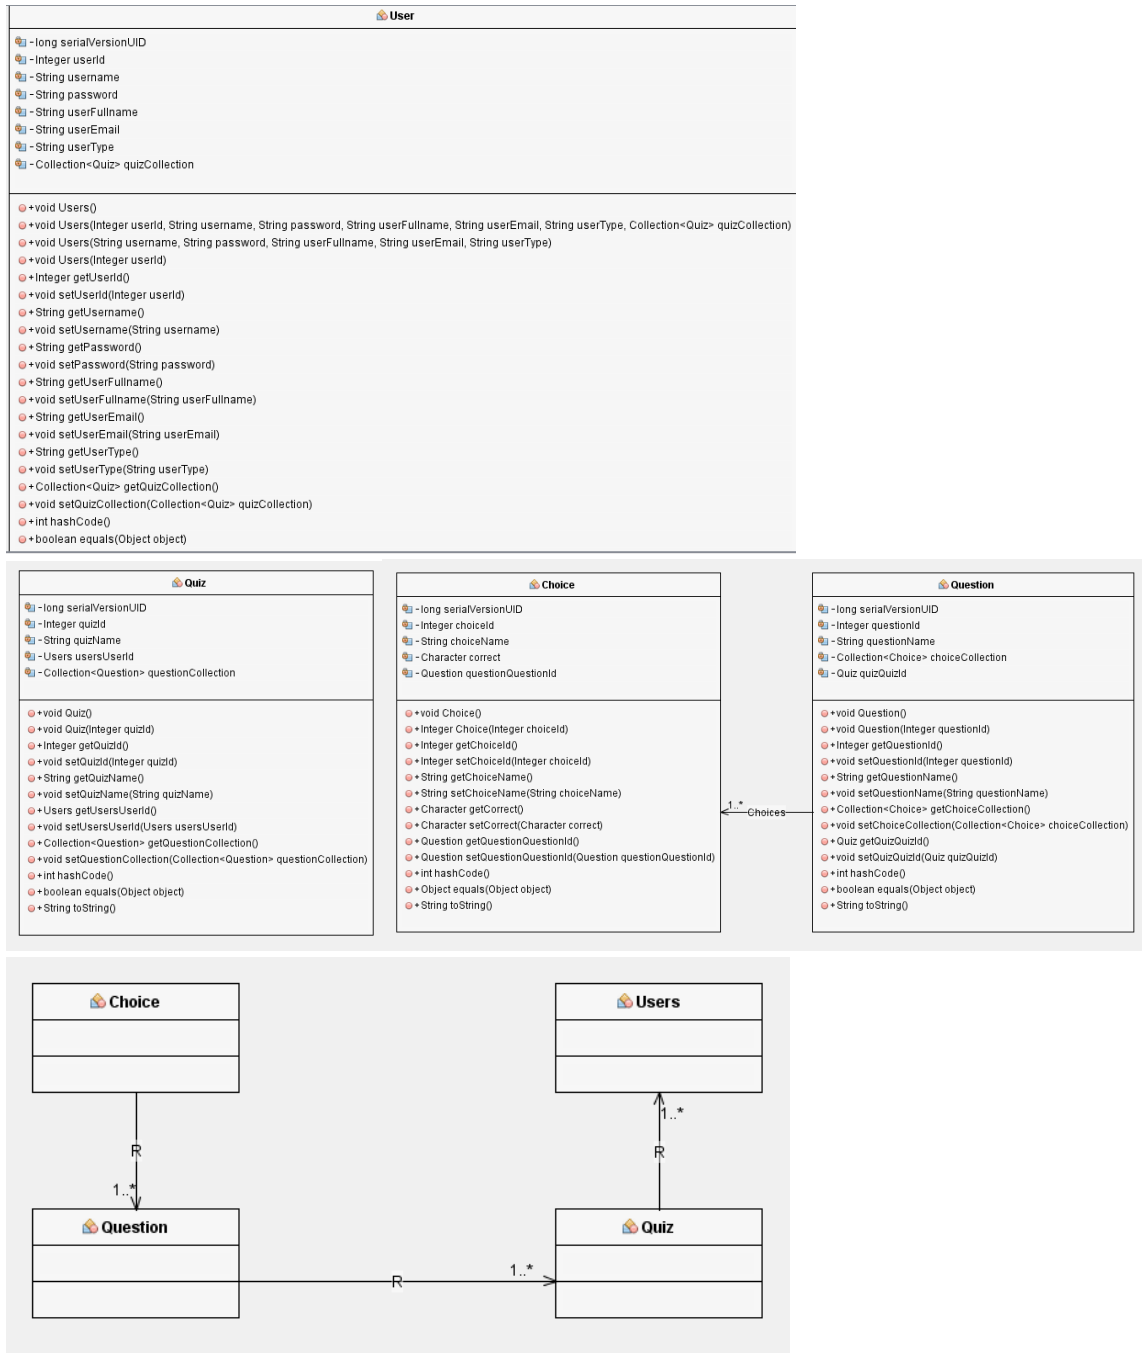 User
-long serialVersionUID
-Integer userId
-String username
-String password
-String userFullname
-String userEmail
-String userType
-Collection<Quiz> quizCollection
+void Users()
+void Users(Integer userId, String username, String password, String userFullname, String userEmail, String userType, Collection<Quiz> quizCollection)
+void Users(String username, String password, String userFullname, String userEmail, String userType)
+void Users(Integer userId)
+Integer getUserId()
+void setUserId(Integer userId)
+String getUsername()
+void setUsername(String username)
+String getPassword()
+void setPassword(String password)
+String getUserFullname()
+void setUserFullname(String userFullname)
+String getUserEmail()
+void setUserEmail(String userEmail)
+String getUserType()
+void setUserType(String userType)
+Collection<Quiz> getQuizCollection()
+void setQuizCollection(Collection<Quiz> quizCollection)
+int hashCode()
+boolean equals(Object object)
Quiz
-long serialVersionUID
-Integer quizId
-String quizName
-Users usersUserId
-Collection<Question> questionCollection
+void Quiz()
+void Quiz(Integer quizId)
+Integer getQuizId()
+void setQuizId(Integer quizId)
+String getQuizName()
+void setQuizName(String quizName)
+Users getUsersUserId()
+void setUsersUserId(Users usersUserId)
+Collection<Question> getQuestionCollection()
+void setQuestionCollection(Collection<Question> questionCollection)
+int hashCode()
+boolean equals(Object object)
+String toString()
Choice
-long serialVersionUID
-Integer choiceId
-String choiceName
-Character correct
-Question questionQuestionId
+void Choice()
+Integer Choice(Integer choiceId)
+Integer getChoiceId()
+Integer setChoiceId(Integer choiceId)
+String getChoiceName()
+String setChoiceName(String choiceName)
+Character getCorrect()
+Character setCorrect(Character correct)
+Question getQuestionQuestionId()
+Question setQuestionQuestionId(Question questionQuestionId)
+int hashCode()
+Object equals(Object object)
+String toString()
1..*
Choices
Question
-long serialVersionUID
-Integer questionId
-String questionName
-Collection<Choice> choiceCollection
-Quiz quizQuizId
+void Question()
+void Question(Integer questionId)
+Integer getQuestionId()
+void setQuestionId(Integer questionId)
+String getQuestionName()
+void setQuestionName(String questionName)
+Collection<Choice> getChoiceCollection()
+void setChoiceCollection(Collection<Choice> choiceCollection)
+Quiz getQuizQuizId()
+void setQuizQuizId(Quiz quizQuizId)
+int hashCode()
+boolean equals(Object object)
+String toString()
Choice
Users
1..*
R
R
1..*
Question
Quiz
1..*
R